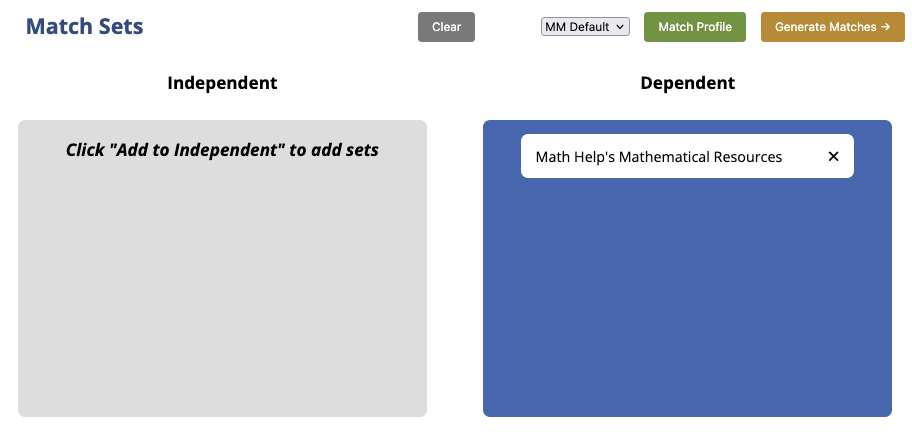 Match Sets
Clear
MM Default
Match Profile
Generate Matches →
Independent
Dependent
Click "Add to Independent" to add sets
Math Help's Mathematical Resources ✕